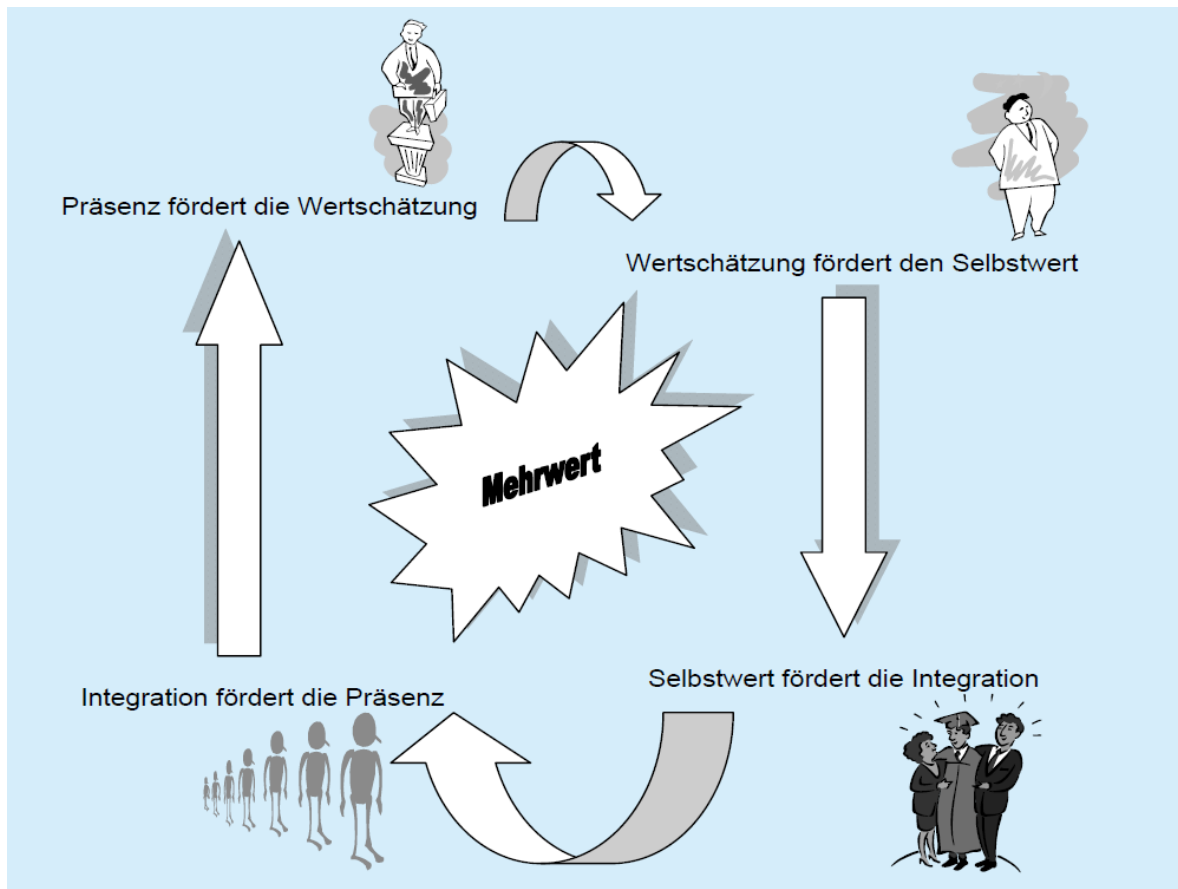 Präsenz fördert die Wertschätzung
Wertschätzung fördert den Selbstwert
Mehrwert
Selbstwert fördert die Integration
Integration fördert die Präsenz